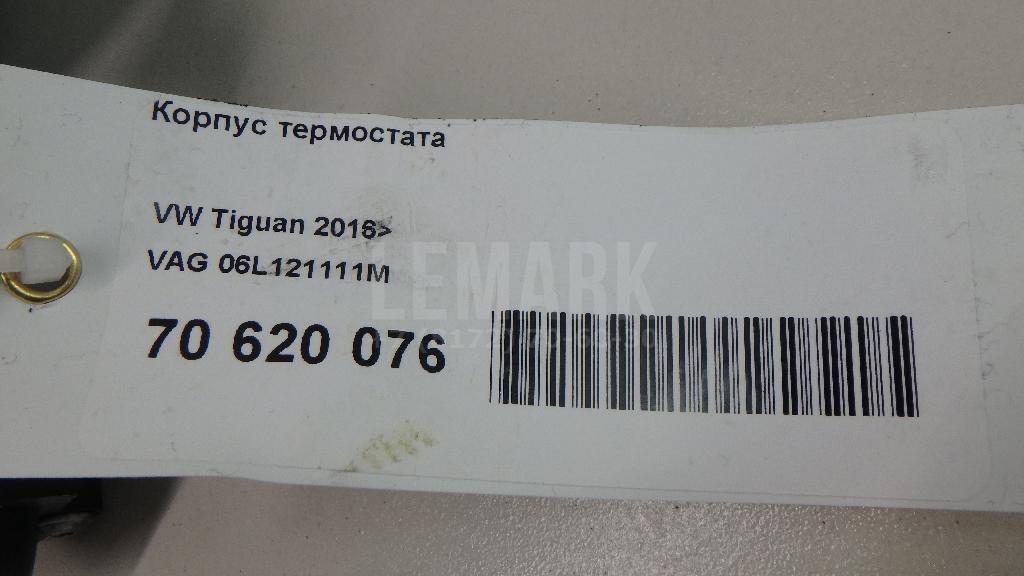 Корпус термостата
VW Tiguan 2016>
VAG 06L121111M
LEMARK
70 620 076